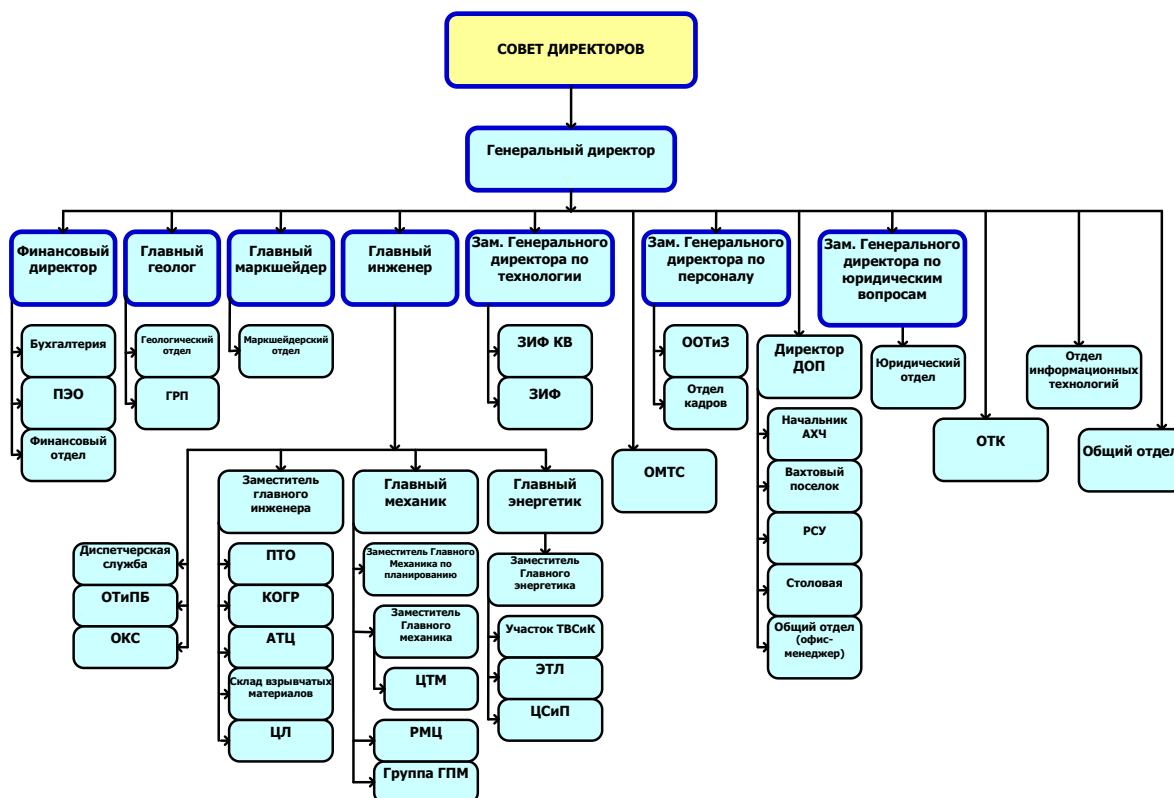 СОВЕТ ДИРЕКТОРОВ
Генеральный директор
Финансовый
директор
Главный
геолог
Главный
маркшейдер
Главный
инженер
Зам. Генерального
директора по
технологии
Зам. Генерального
директора по
персоналу
Зам. Генерального
директора по
юридическим
вопросам
Бухгалтерия
ПЭО
Финансовый
отдел
Геологический
отдел
ГРП
Маркшейдерский
отдел
ЗИФ КВ
ЗИФ
ООТиЗ
Отдел
кадров
Директор
ДОП
Юридический
отдел
Отдел
информационных
технологий
Начальник
АХЧ
Вахтовый
поселок
РСУ
Столовая
Общий отдел
(офис-
менеджер)
ОТК
Общий отдел
ОМТС
Заместитель
главного
инженера
Главный
механик
Главный
энергетик
Диспетчерская
служба
ОТиПБ
ОКС
ПТО
КОГР
АТЦ
Склад взрывчатых
материалов
ЦЛ
Заместитель Главного
Механика по
планированию
Заместитель
Главного
механика
ЦТМ
РМЦ
Группа ГПМ
Заместитель
Главного
энергетика
Участок ТВСиК
ЭТЛ
ЦСиП